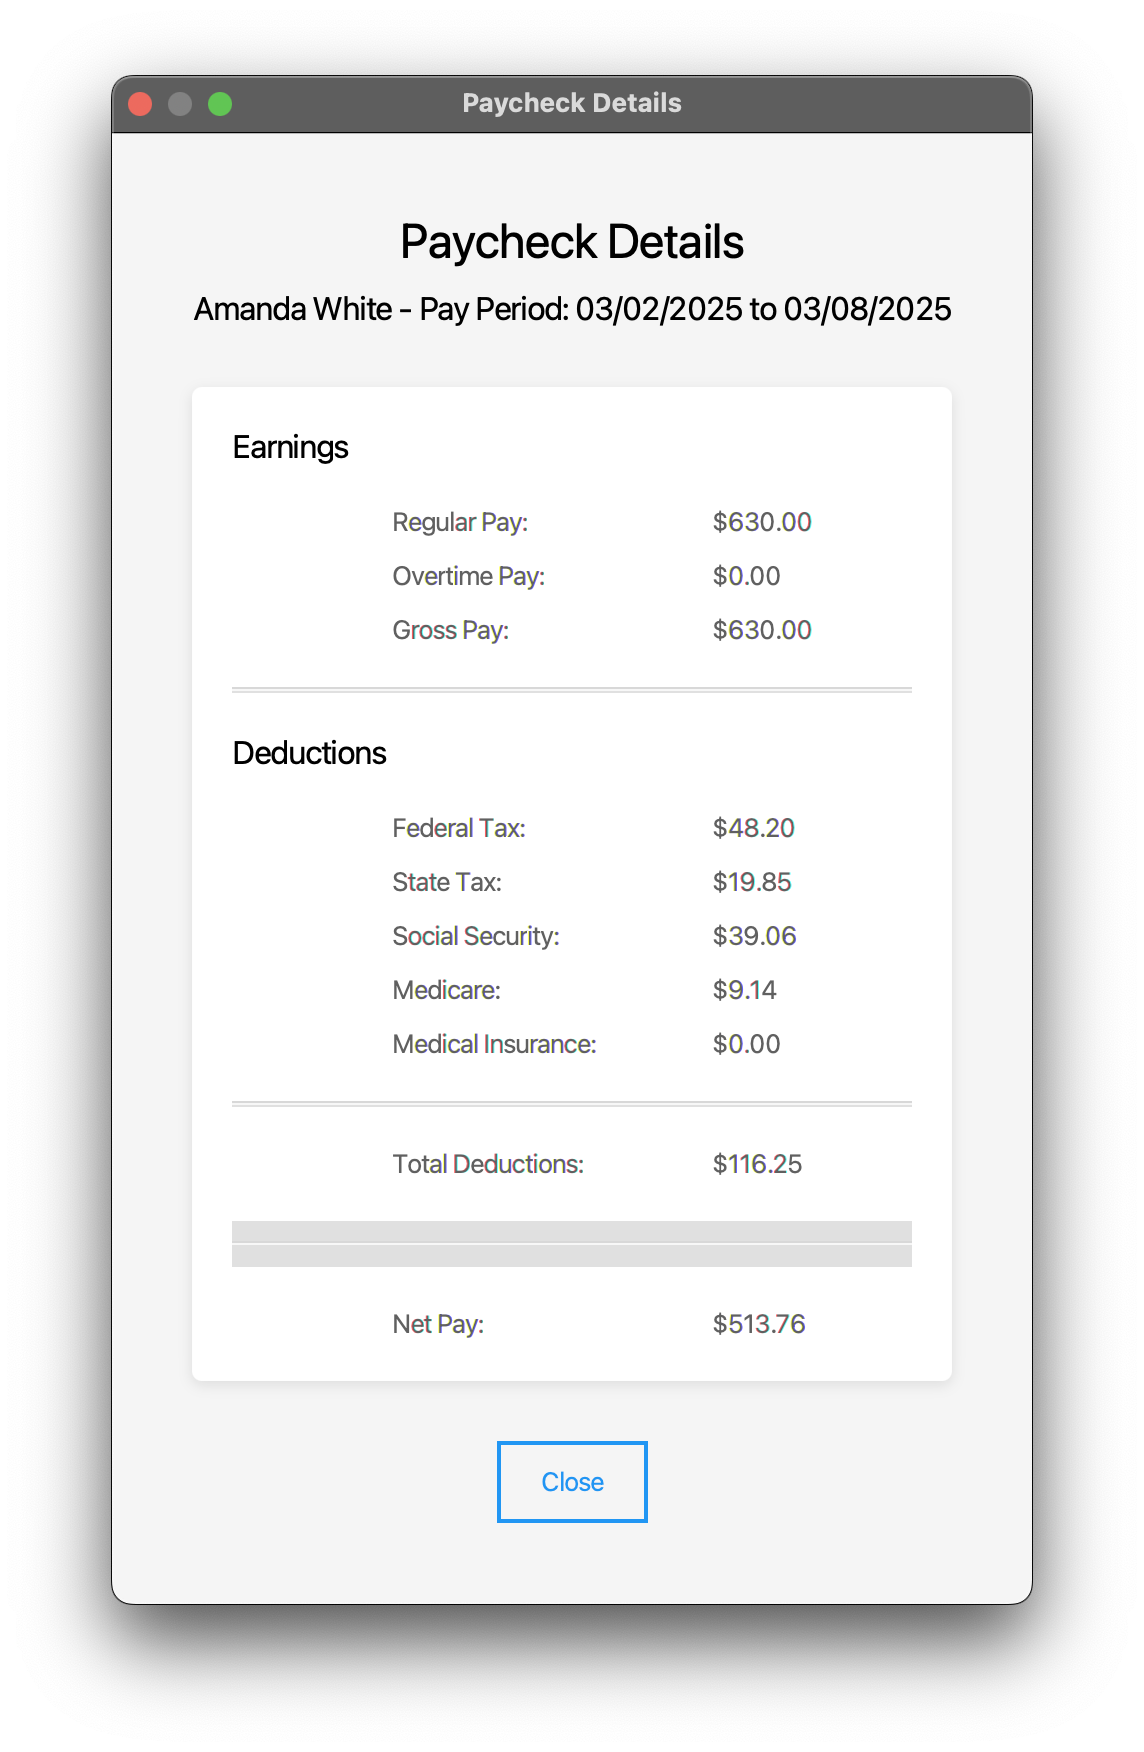 Paycheck Details
Paycheck Details
Amanda White - Pay Period: 03/02/2025 to 03/08/2025
Earnings
Regular Pay: $630.00
Overtime Pay: $0.00
Gross Pay: $630.00
Deductions
Federal Tax: $48.20
State Tax: $19.85
Social Security: $39.06
Medicare: $9.14
Medical Insurance: $0.00
Total Deductions: $116.25
Net Pay: $513.76
Close